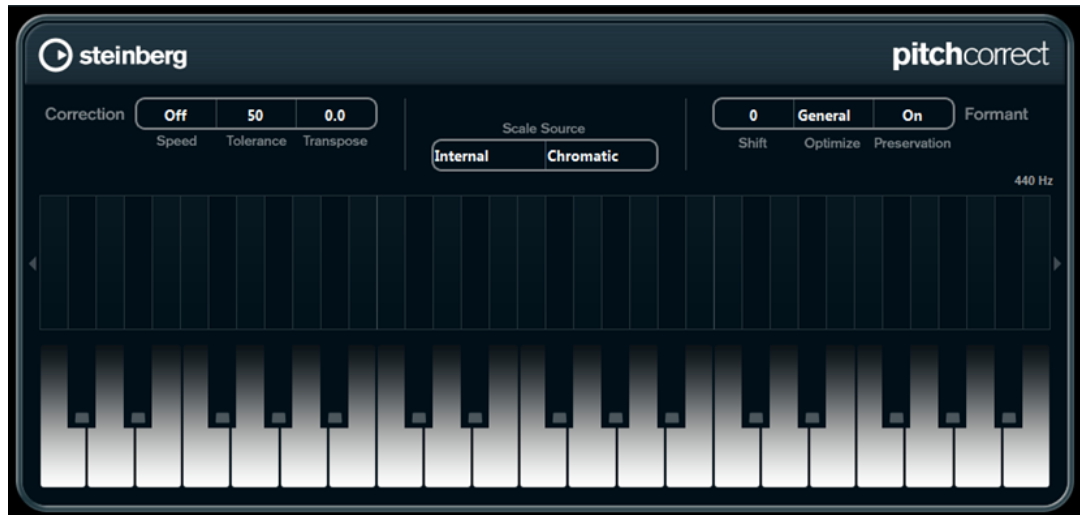 steinberg
pitchcorrect
Correction
Off 50 0.0
Speed Tolerance Transpose
Scale Source
Internal Chromatic
0 General On
Shift Optimize Preservation
Formant
440 Hz